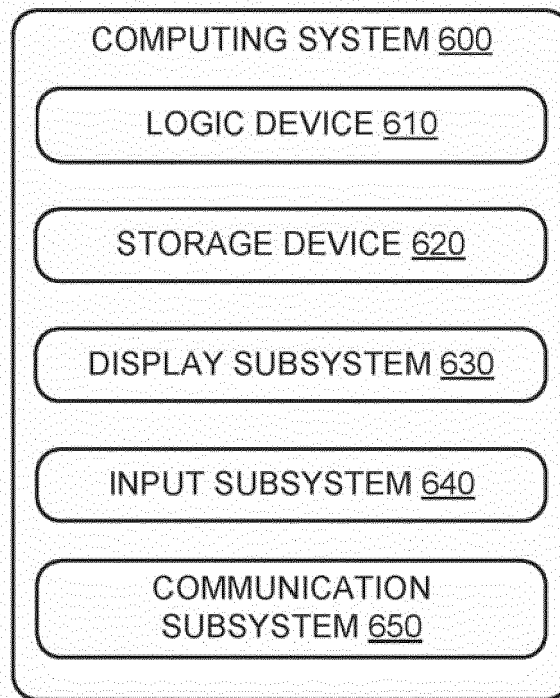 COMPUTING SYSTEM 600
LOGIC DEVICE 610
STORAGE DEVICE 620
DISPLAY SUBSYSTEM 630
INPUT SUBSYSTEM 640
COMMUNICATION
SUBSYSTEM 650